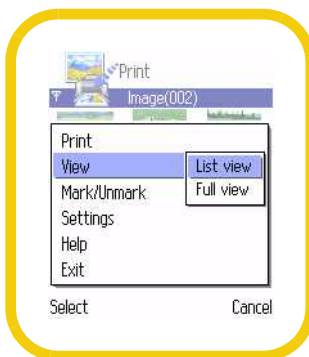 Print
Image(002)
Print
View
List view
Mark/Unmark
Full view
Settings
Help
Exit
Select
Cancel